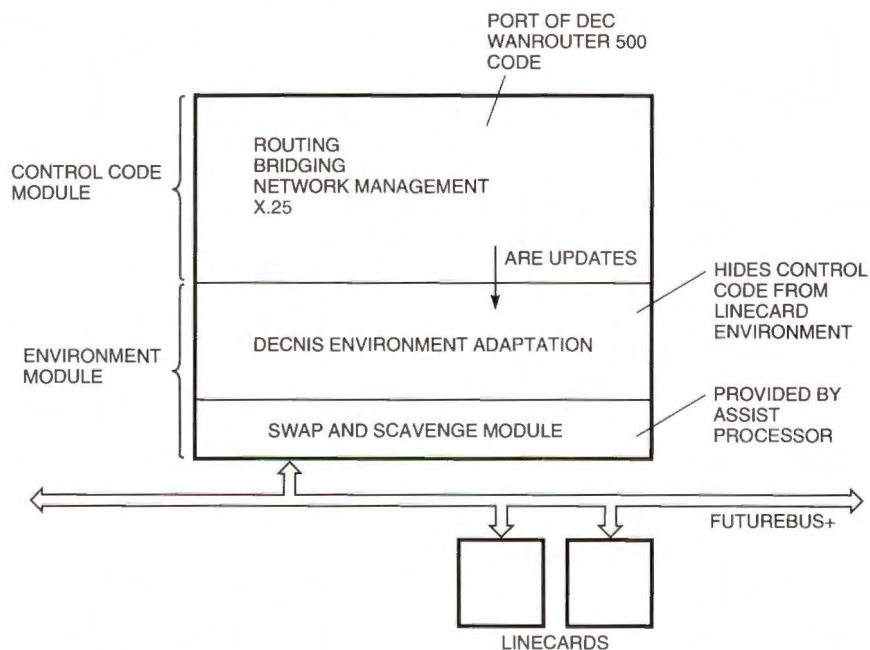 PORT OF DEC
WANROUTER 500
CODE
CONTROL CODE
MODULE
ROUTING
BRIDGING
NETWORK MANAGEMENT
X.25
ARE UPDATES
HIDES CONTROL
CODE FROM
LINECARD
ENVIRONMENT
ENVIRONMENT
MODULE
DECNIS ENVIRONMENT ADAPTATION
PROVIDED BY
ASSIST
PROCESSOR
SWAP AND SCAVENGE MODULE
FUTUREBUS+
LINECARDS